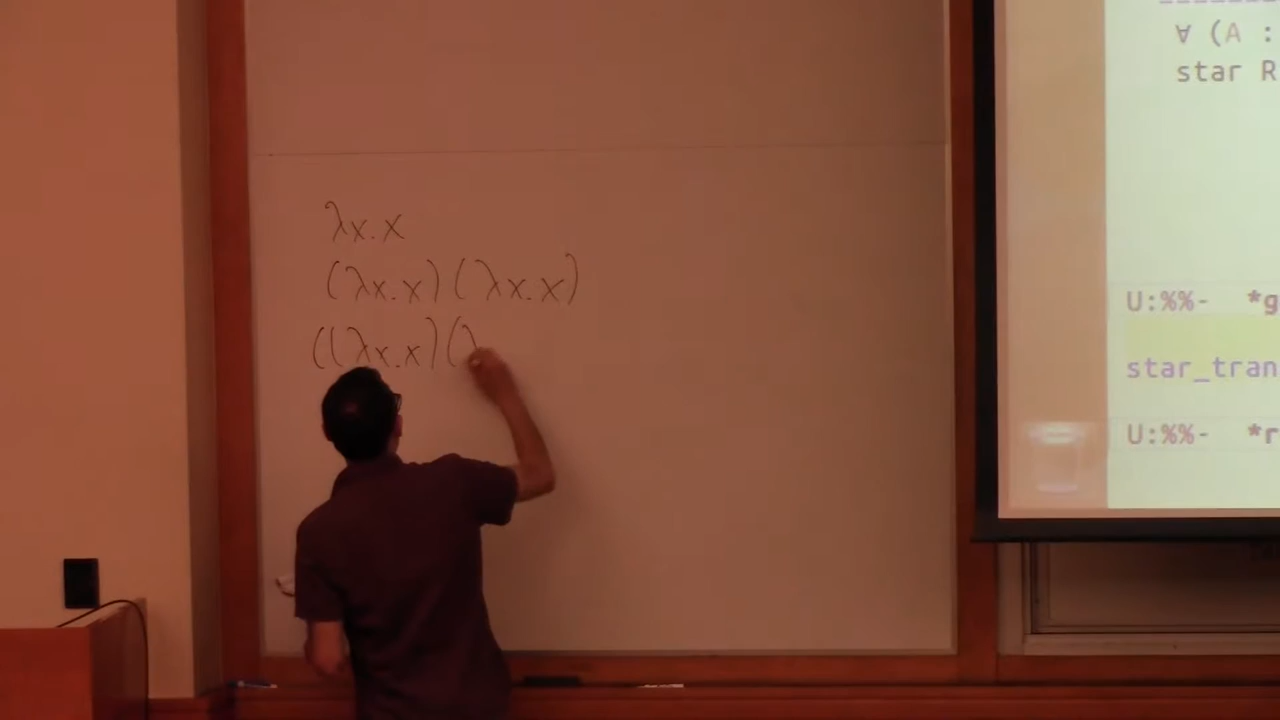 λx.x
(λx.x)(λx.x)
((λx.x)(λ
∀ (A :
star R
U:%%- *g
star_tran
U:%%- *r